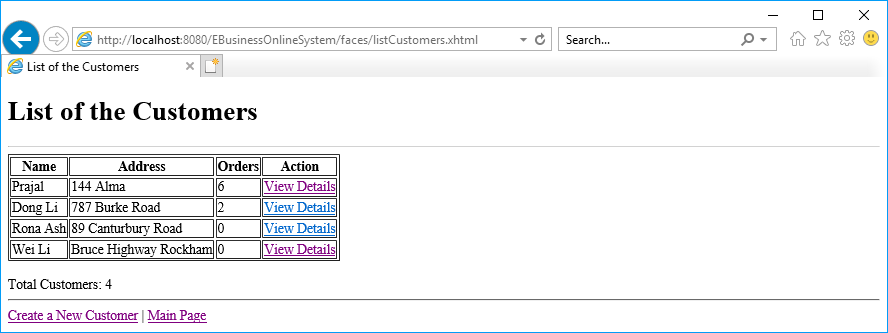 http://localhost:8080/EBusinessOnlineSystem/faces/listCustomers.xhtml Search...
List of the Customers
List of the Customers
Name Address Orders Action
Prajal 144 Alma 6 View Details
Dong Li 787 Burke Road 2 View Details
Rona Ash 89 Canturbury Road 0 View Details
Wei Li Bruce Highway Rockham 0 View Details
Total Customers: 4
Create a New Customer | Main Page